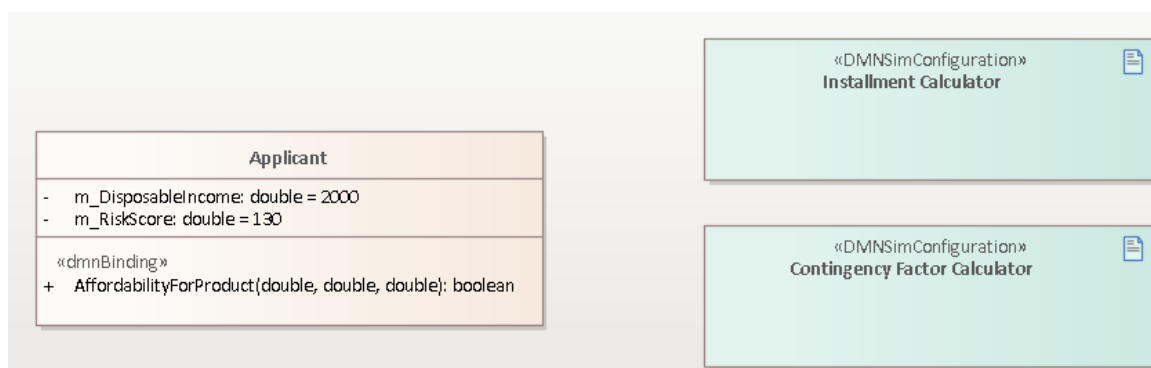 «DMNSimConfiguration»
Installment Calculator
Applicant
- m_DisposableIncome: double = 2000
- m_RiskScore: double = 130
«dmnBinding»
+ AffordabilityForProduct(double, double, double): boolean
«DMNSimConfiguration»
Contingency Factor Calculator